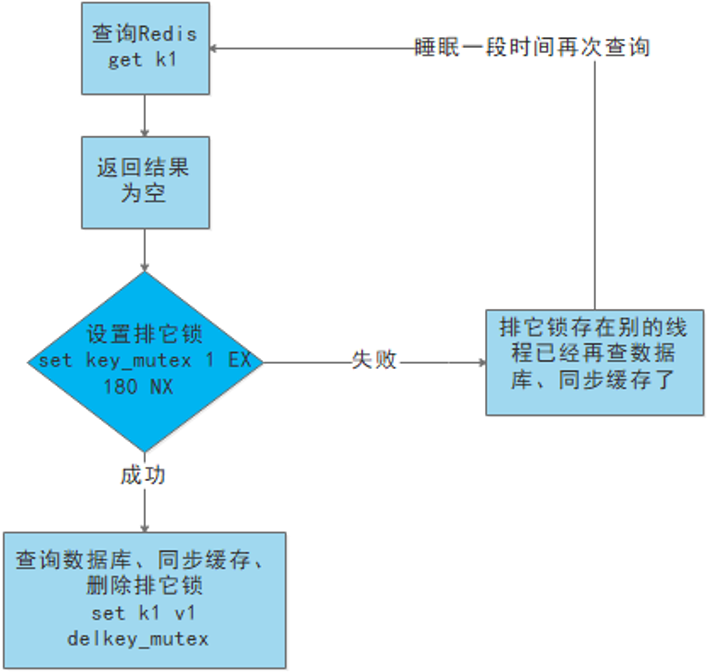 查询Redis
get k1
睡眠一段时间再次查询
返回结果
为空
设置排它锁
set key_mutex 1 EX
180 NX
失败
排它锁存在别的线
程已经再查数据
库、同步缓存了
成功
查询数据库、同步缓存、
删除排它锁
set k1 v1
delkey_mutex